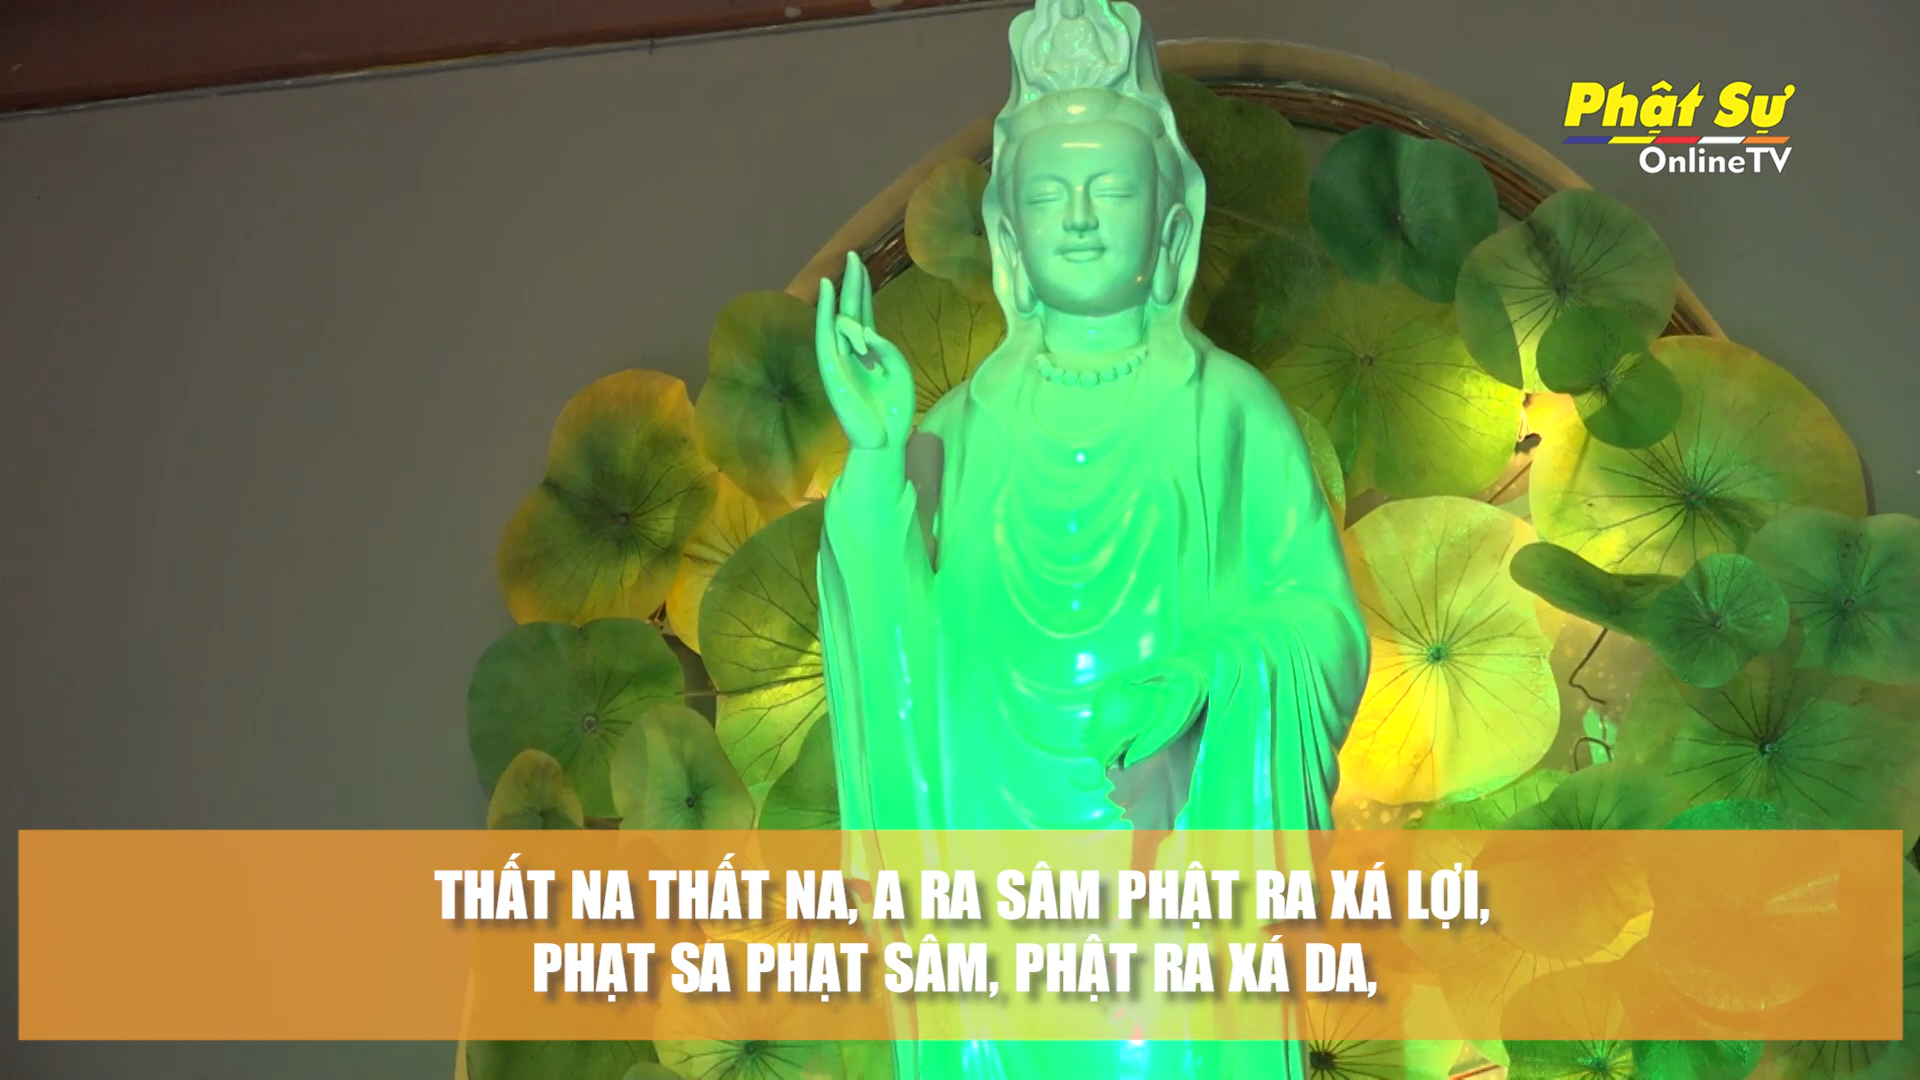 Phật Sự
OnlineTV
THẤT NA THẤT NA, A RA SÂM PHẬT RA XÁ LỢI,
PHẠT SA PHẠT SÂM, PHẬT RA XÁ DA,